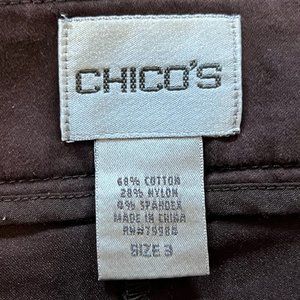 CHICO'S
68% COTTON
28% NYLON
4% SPANDEX
MADE IN CHINA
SIZE 3